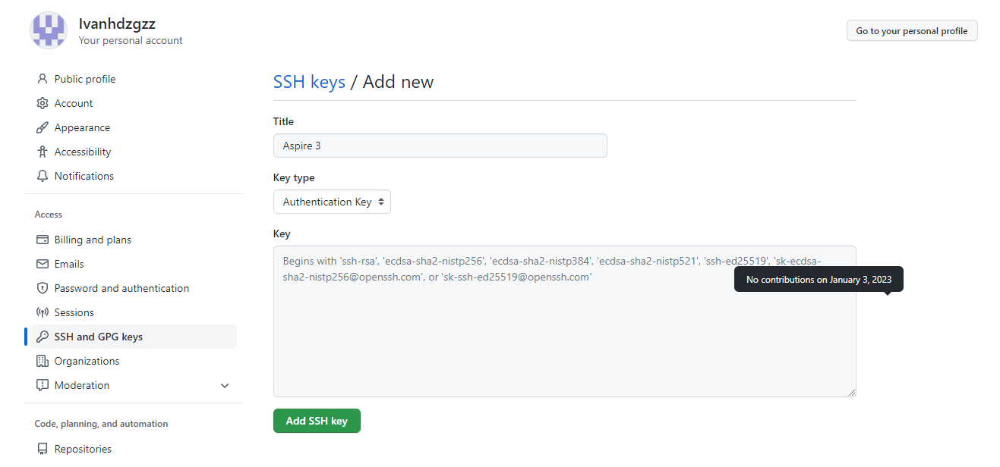 Ivanhdzgzz
Your personal account
Go to your personal profile
Public profile
Account
Appearance
Accessibility
Notifications
Access
Billing and plans
Emails
Password and authentication
Sessions
SSH and GPG keys
Organizations
Moderation
Code, planning, and automation
Repositories
SSH keys / Add new
Title
Aspire 3
Key type
Authentication Key
Key
Begins with 'ssh-rsa', 'ecdsa-sha2-nistp256', 'ecdsa-sha2-nistp384', 'ecdsa-sha2-nistp521', 'ssh-ed25519', 'sk-ecdsa-
sha2-nistp256@openssh.com', or 'sk-ssh-ed25519@openssh.com'
No contributions on January 3, 2023
Add SSH key